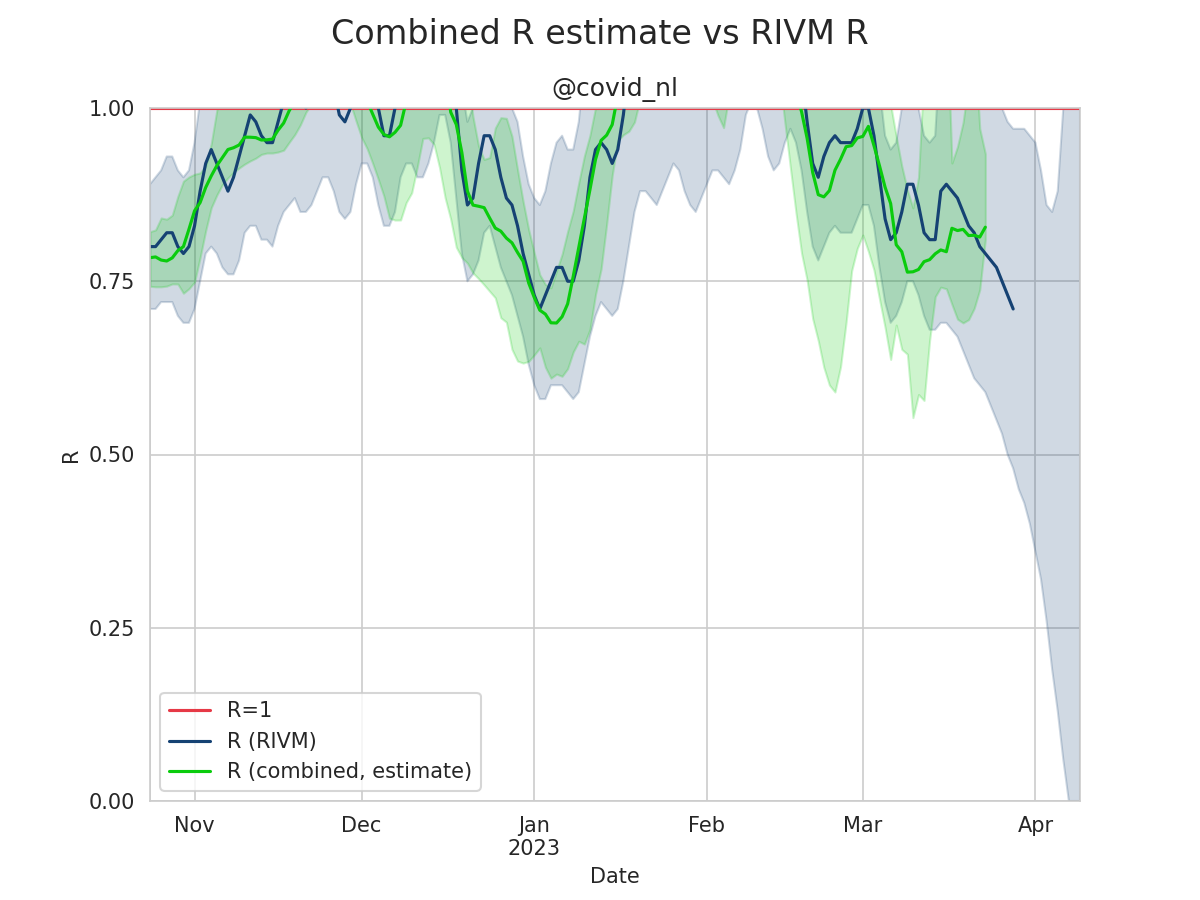 Combined R estimate vs RIVM R
@covid_nl
1.00
0.75
0.50
0.25
0.00
R
R=1
R (RIVM)
R (combined, estimate)
Nov
Dec
Jan
2023
Feb
Mar
Apr
Date